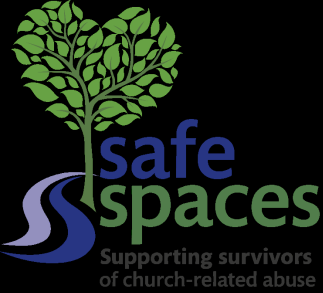 safe
spaces
Supporting survivors
of church-related abuse